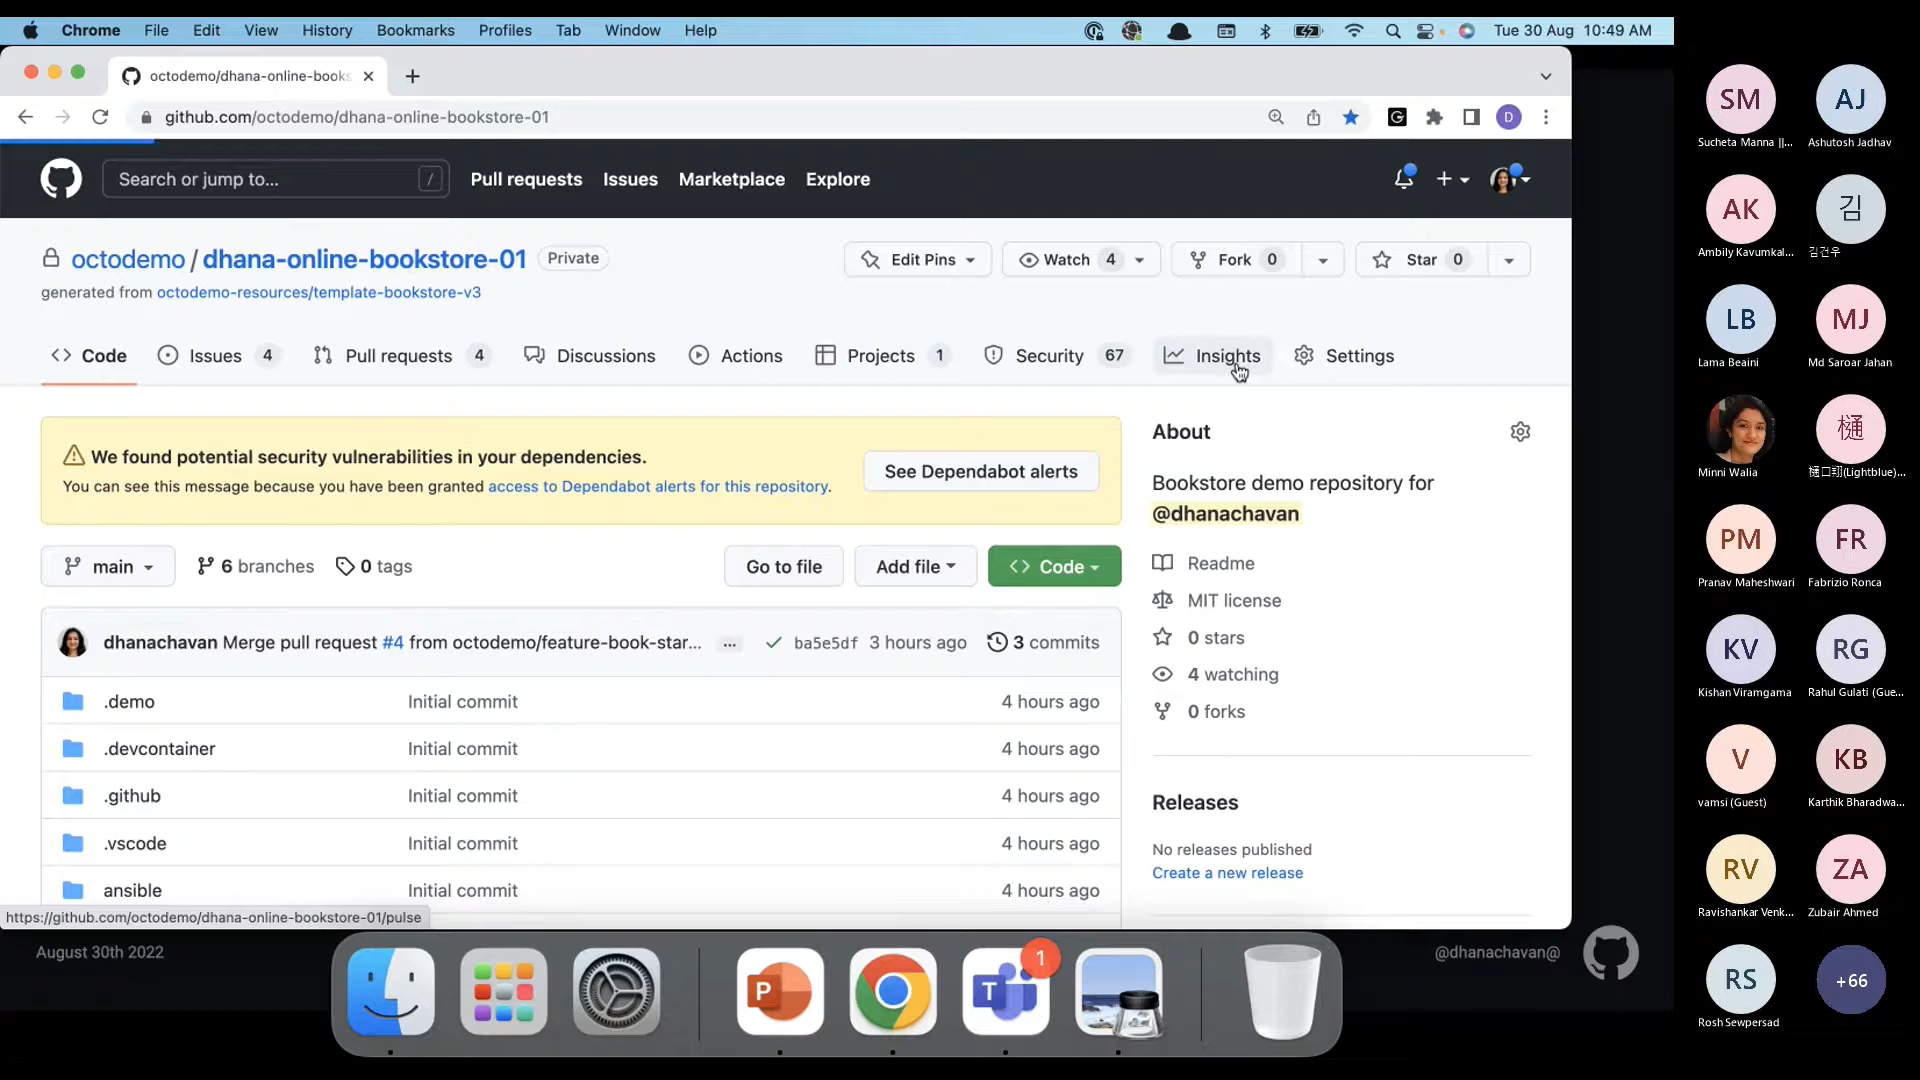 Chrome File Edit View History Bookmarks Profiles Tab Window Help Tue 30 Aug 10:49 AM
octodemo/dhana-online-books
github.com/octodemo/dhana-online-bookstore-01 D
Search or jump to... / Pull requests Issues Marketplace Explore
octodemo / dhana-online-bookstore-01 Private Edit Pins Watch 4 Fork 0 Star 0
generated from octodemo-resources/template-bookstore-v3
Code Issues 4 Pull requests 4 Discussions Actions Projects 1 Security 67 Insights Settings
We found potential security vulnerabilities in your dependencies.
You can see this message because you have been granted access to Dependabot alerts for this repository.
See Dependabot alerts
main 6 branches 0 tags Go to file Add file Code
dhanachavan Merge pull request #4 from octodemo/feature-book-star... ... ba5e5df 3 hours ago 3 commits
.demo Initial commit 4 hours ago
.devcontainer Initial commit 4 hours ago
.github Initial commit 4 hours ago
.vscode Initial commit 4 hours ago
ansible Initial commit 4 hours ago
About
Bookstore demo repository for
@dhanachavan
Readme
MIT license
0 stars
4 watching
0 forks
Releases
No releases published
Create a new release
https://github.com/octodemo/dhana-online-bookstore-01/pulse
August 30th 2022
@dhanachavan@
P
T
1
SM AJ
Sucheta Manna ||... Ashutosh Jadhav
AK 김
Ambily Kavumkal... 김건우
LB MJ
Lama Beaini Md Saroar Jahan
樋
Minni Walia 樋口翔(Lightblue)...
PM FR
Pranav Maheshwari Fabrizio Ronca
KV RG
Kishan Viramgama Rahul Gulati (Gue...
V KB
vamsi (Guest) Karthik Bharadwa...
RV ZA
Ravishankar Venk... Zubair Ahmed
RS +66
Rosh Sewpersad